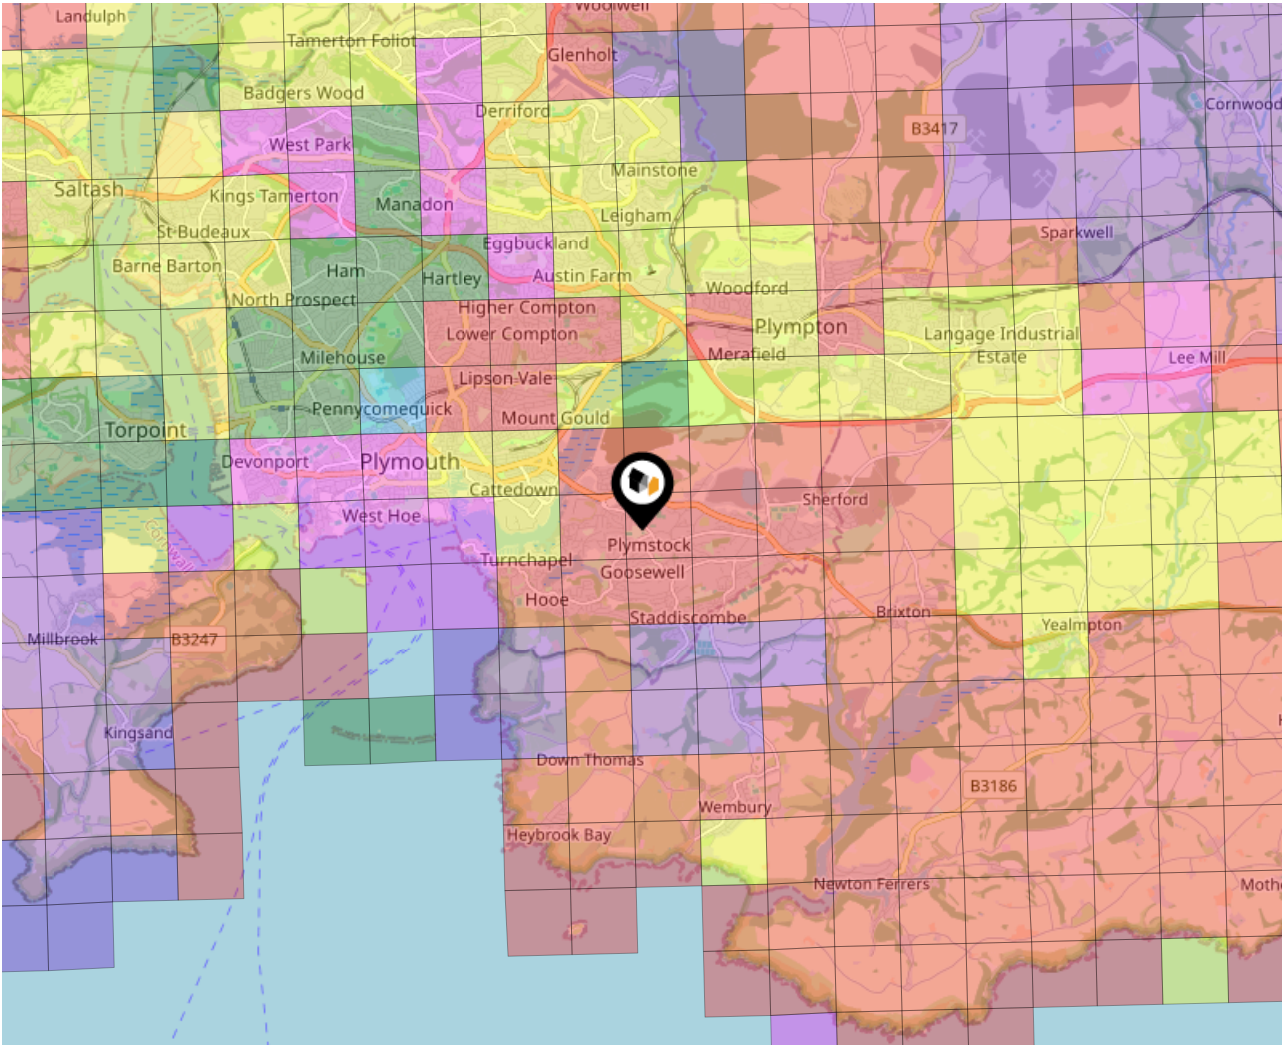 Landulph
Woolwell
Tamerton Foliot
Glenholt
Badgers Wood
Derriford
Cornwood
B3417
West Park
Mainstone
Saltash
Kings Tamerton
Manadon
Leigham
St Budeaux
Sparkwell
Eggbuckland
Barne Barton
Ham
Hartley
Austin Farm
Woodford
North Prospect
Higher Compton
Plympton
Lower Compton
Langage Industrial
Estate
Milehouse
Merafield
Lee Mill
Lipson Vale
Pennycomequick
Mount Gould
Torpoint
Devonport
Plymouth
Cattedown
Sherford
West Hoe
Cornwall
Plymstock
Turnchapel
Goosewell
Hooe
Staddiscombe
Brixton
Yealmpton
Millbrook
B3247
Kingsand
Down Thomas
B3186
Wembury
Heybrook Bay
Newton Ferrers
Moth